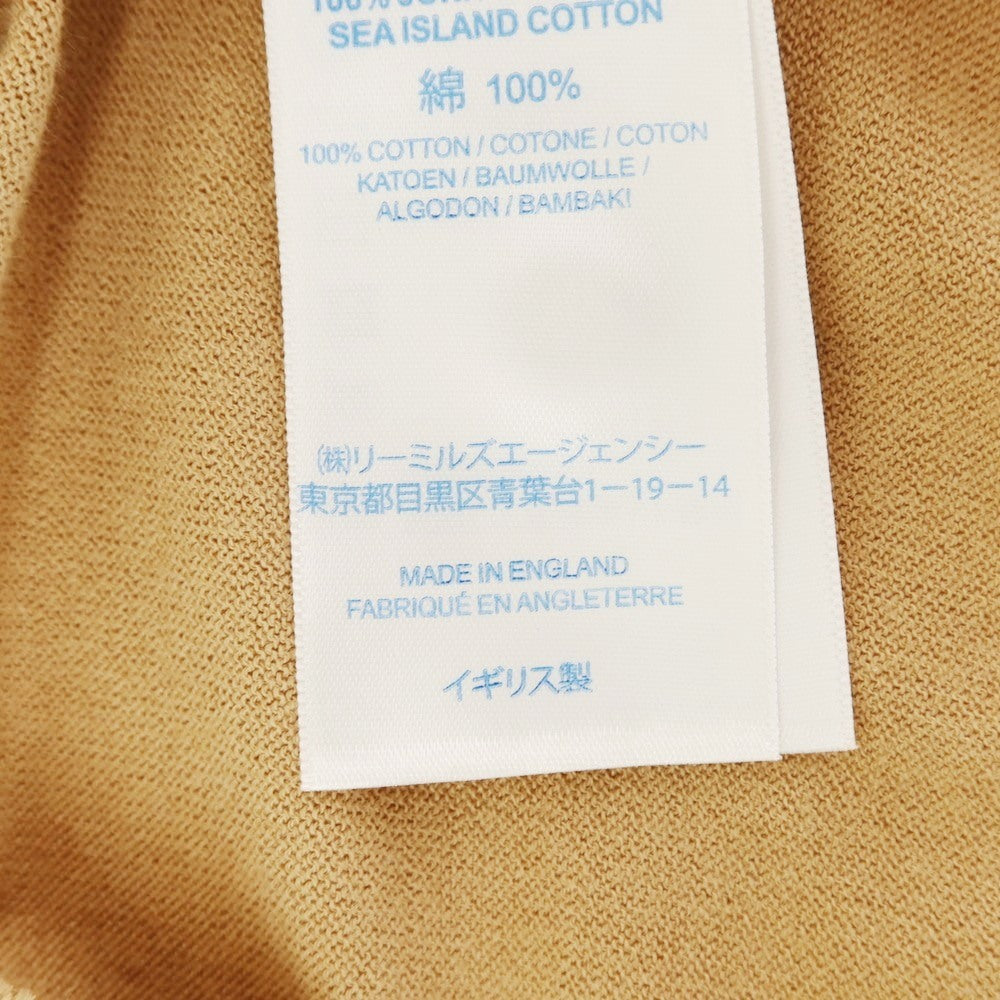 100%
SEA ISLAND COTTON
綿 100%
100% COTTON / COTONE / COTON
KATOEN / BAUMWOLLE /
ALGODON / BAMBAKI
(株)リーミルズエージェンシー
東京都目黒区青葉台1-19-14
MADE IN ENGLAND
FABRIQUÉ EN ANGLETERRE
イギリス製